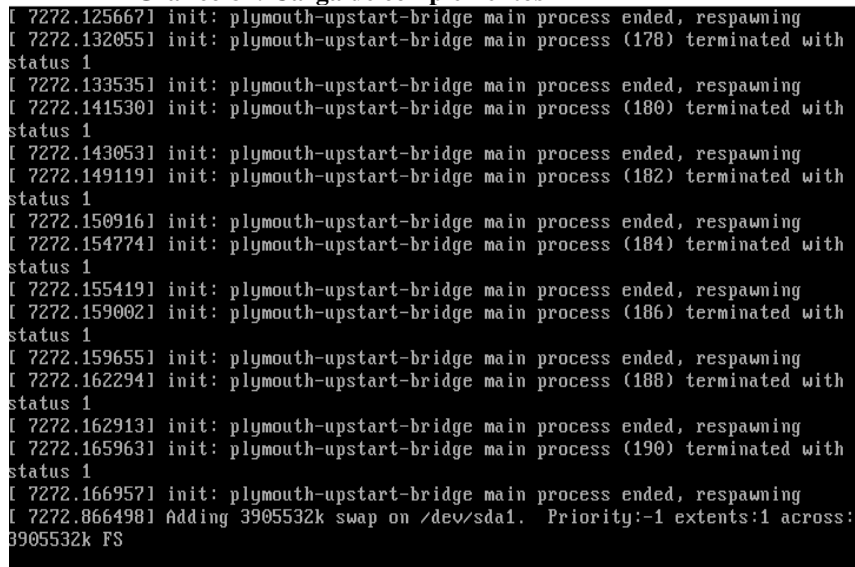 [ 7272.125667] init: plymouth-upstart-bridge main process ended, respawning
[ 7272.132055] init: plymouth-upstart-bridge main process (178) terminated with
status 1
[ 7272.133535] init: plymouth-upstart-bridge main process ended, respawning
[ 7272.141530] init: plymouth-upstart-bridge main process (180) terminated with
status 1
[ 7272.143053] init: plymouth-upstart-bridge main process ended, respawning
[ 7272.149119] init: plymouth-upstart-bridge main process (182) terminated with
status 1
[ 7272.150916] init: plymouth-upstart-bridge main process ended, respawning
[ 7272.154774] init: plymouth-upstart-bridge main process (184) terminated with
status 1
[ 7272.155419] init: plymouth-upstart-bridge main process ended, respawning
[ 7272.159002] init: plymouth-upstart-bridge main process (186) terminated with
status 1
[ 7272.159655] init: plymouth-upstart-bridge main process ended, respawning
[ 7272.162294] init: plymouth-upstart-bridge main process (188) terminated with
status 1
[ 7272.162913] init: plymouth-upstart-bridge main process ended, respawning
[ 7272.165963] init: plymouth-upstart-bridge main process (190) terminated with
status 1
[ 7272.166957] init: plymouth-upstart-bridge main process ended, respawning
[ 7272.866498] Adding 3905532k swap on /dev/sda1.  Priority:-1 extents:1 across:
3905532k FS